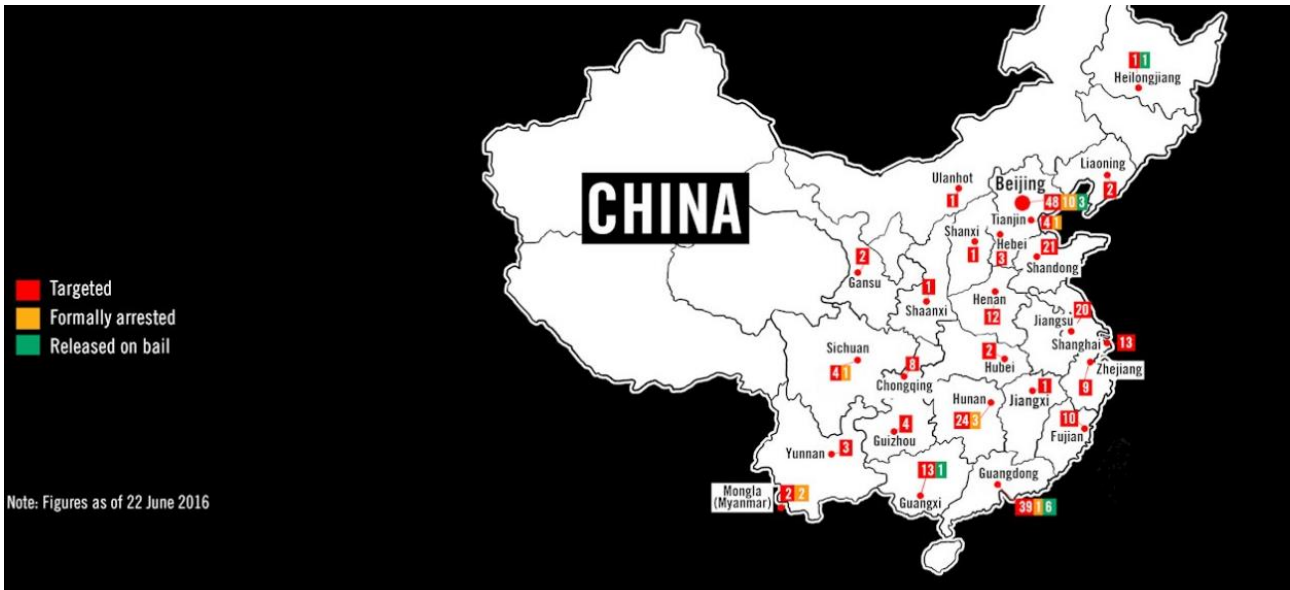 1 1
Heilongjiang
Liaoning
2
Ulanhot
1
Beijing
48 10 3
Tianjin
4 1
CHINA
Shanxi
1
Hebei
3
21
Shandong
2
Gansu
1
Shaanxi
Henan
12
20
Jiangsu
Shanghai
13
Targeted
Formally arrested
Released on bail
Sichuan
4 1
8
Chongqing
2
Hubei
Zhejiang
9
1
Jiangxi
Hunan
24 3
10
Fujian
4
Guizhou
Yunnan
3
13 1
Guangxi
Guangdong
39 1 6
Mongla
(Myanmar)
2 2
Note: Figures as of 22 June 2016